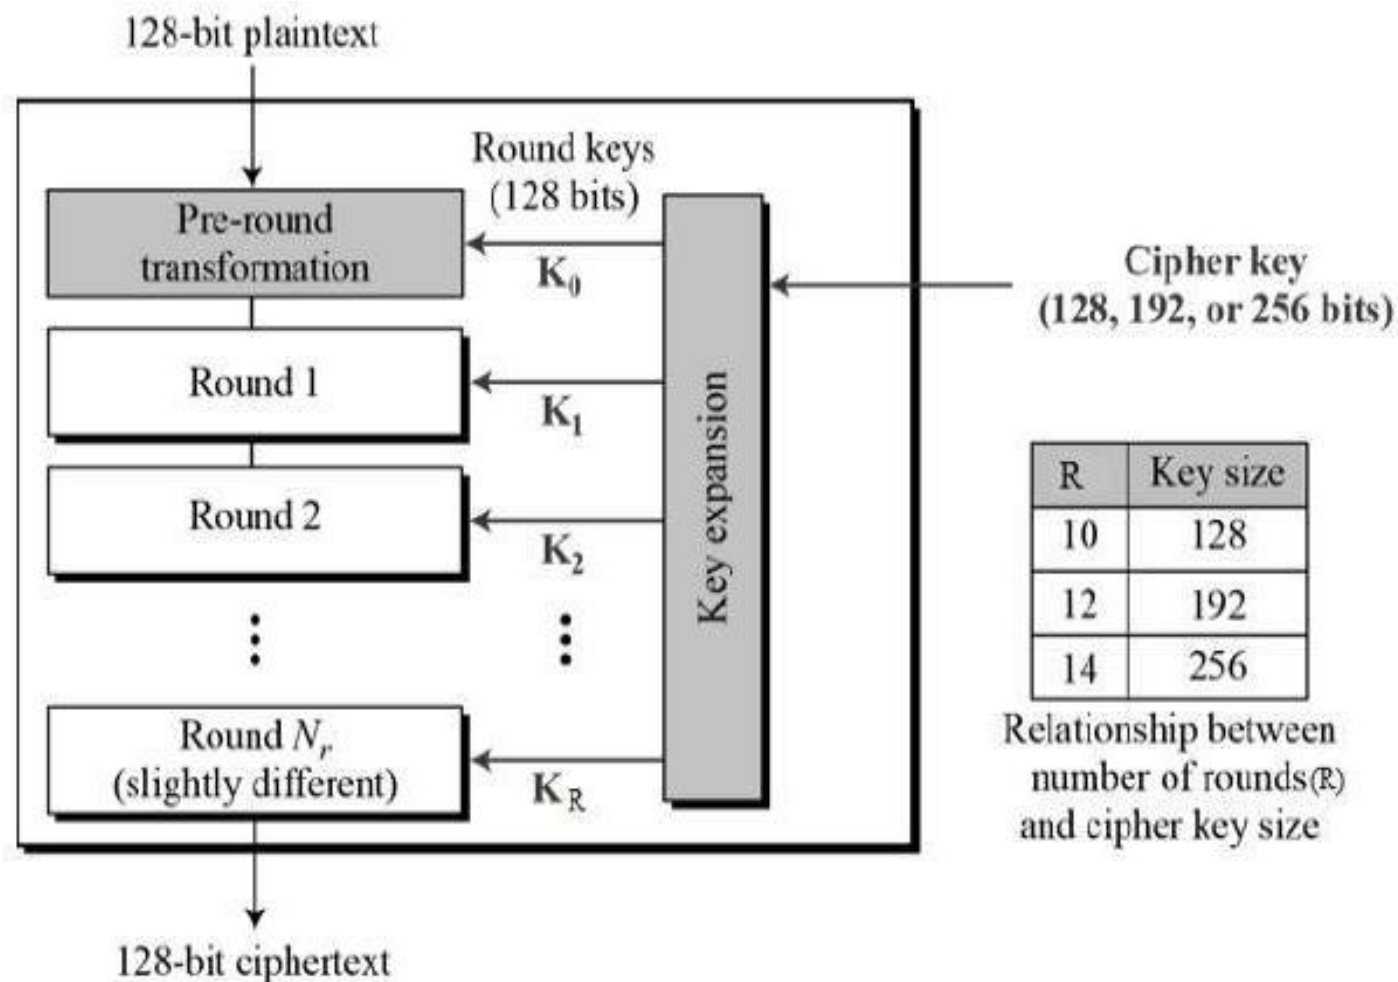 128-bit plaintext
Round keys
(128 bits)
Pre-round
transformation
K0
Cipher key
(128, 192, or 256 bits)
Round 1
K1
Key expansion
Round 2
K2
R Key size
10 128
12 192
14 256
Round Nr
(slightly different)
KR
Relationship between
number of rounds(R)
and cipher key size
128-bit ciphertext